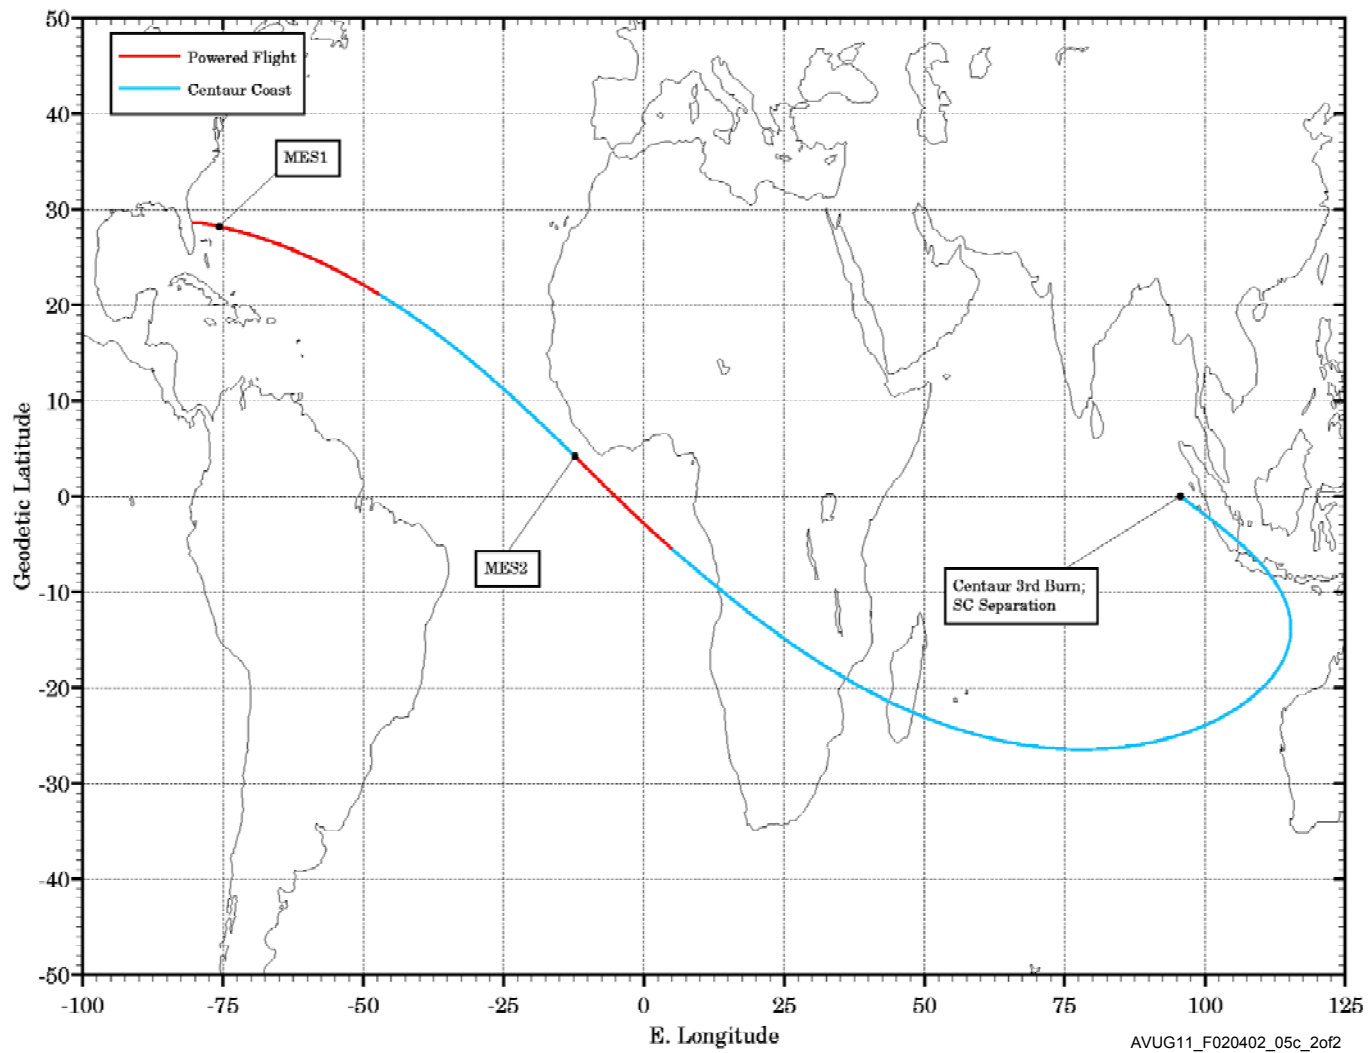 Powered Flight
Centaur Coast
MES1
MES2
Centaur 3rd Burn;
SC Separation
Geodetic Latitude
50
40
30
20
10
0
-10
-20
-30
-40
-50
-100
-75
-50
-25
0
25
50
75
100
125
E. Longitude
AVUG11_F020402_05c_2of2